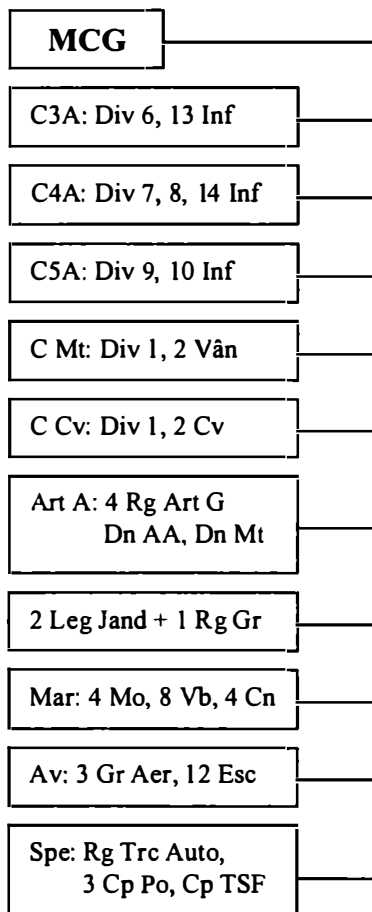 MCG
C3A: Div 6, 13 Inf
C4A: Div 7, 8, 14 Inf
C5A: Div 9, 10 Inf
C Mt: Div 1, 2 Vân
C Cv: Div 1, 2 Cv
Art A: 4 Rg Art G
Dn AA, Dn Mt
2 Leg Jand + 1 Rg Gr
Mar: 4 Mo, 8 Vb, 4 Cn
Av: 3 Gr Aer, 12 Esc
Spe: Rg Trc Auto,
3 Cp Po, Cp TSF